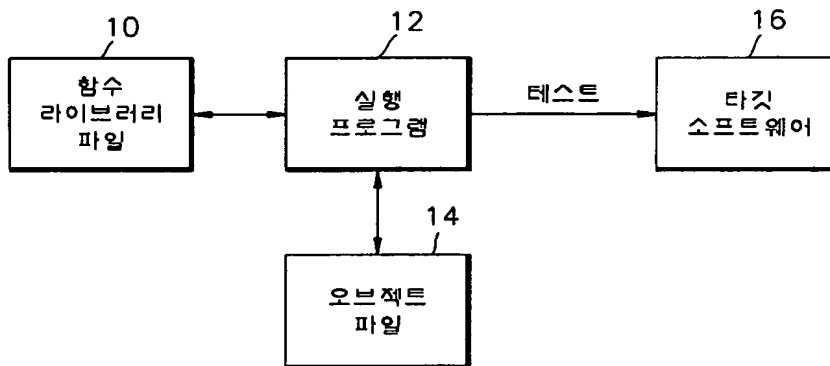 10
함수
라이브러리
파일
12
실행
프로그램
테스트
16
타깃
소프트웨어
14
오브젝트
파일